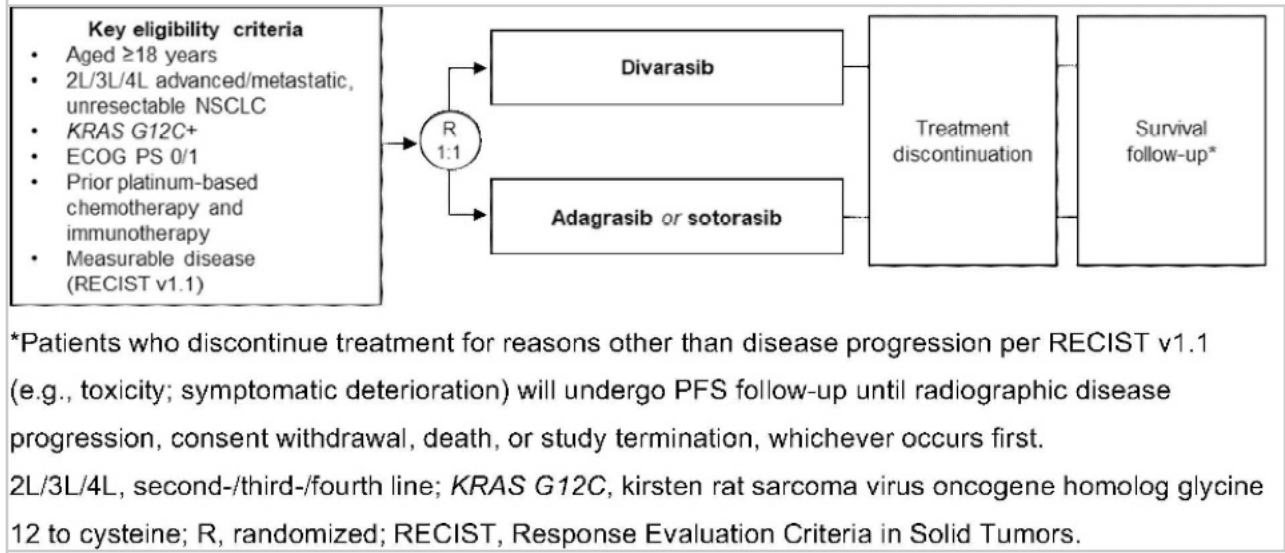 Key eligibility criteria
• Aged ≥18 years
• 2L/3L/4L advanced/metastatic,
unresectable NSCLC
• KRAS G12C+
• ECOG PS 0/1
• Prior platinum-based
chemotherapy and
immunotherapy
• Measurable disease
(RECIST v1.1)
R
1:1
Divarasib
Adagrasib or sotorasib
Treatment
discontinuation
Survival
follow-up*
*Patients who discontinue treatment for reasons other than disease progression per RECIST v1.1
(e.g., toxicity; symptomatic deterioration) will undergo PFS follow-up until radiographic disease
progression, consent withdrawal, death, or study termination, whichever occurs first.
2L/3L/4L, second-/third-/fourth line; KRAS G12C, kirsten rat sarcoma virus oncogene homolog glycine
12 to cysteine; R, randomized; RECIST, Response Evaluation Criteria in Solid Tumors.